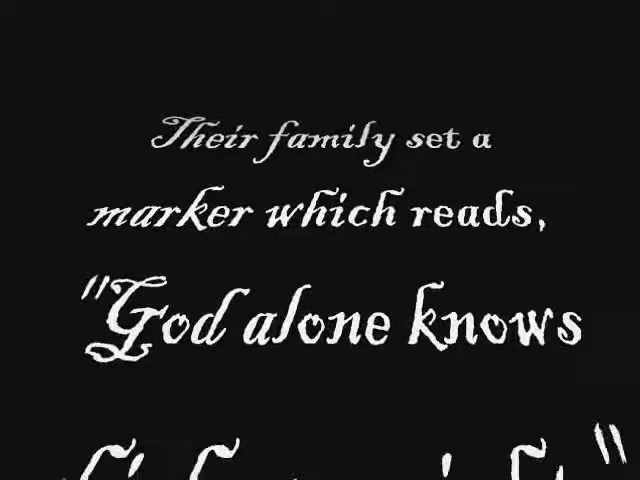 Their family set a
marker which reads,
"God alone knows